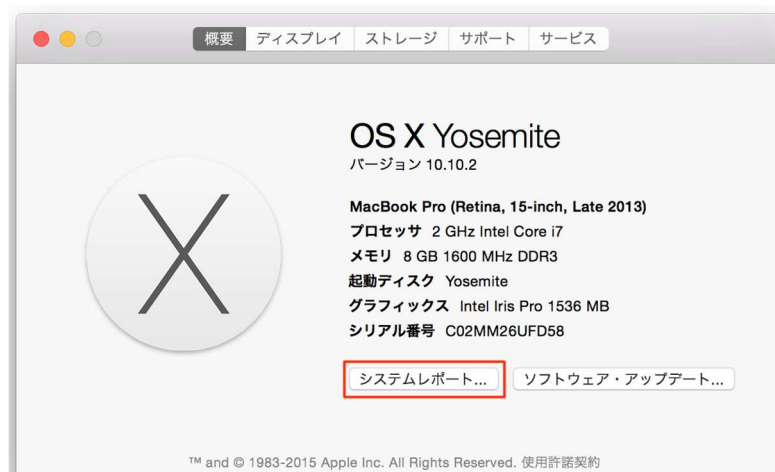 概要 ディスプレイ ストレージ サポート サービス
OS X Yosemite
バージョン 10.10.2
MacBook Pro (Retina, 15-inch, Late 2013)
プロセッサ 2 GHz Intel Core i7
メモリ 8 GB 1600 MHz DDR3
起動ディスク Yosemite
グラフィックス Intel Iris Pro 1536 MB
シリアル番号 C02MM26UFD58
システムレポート... ソフトウェア・アップデート...
™ and © 1983-2015 Apple Inc. All Rights Reserved. 使用許諾契約